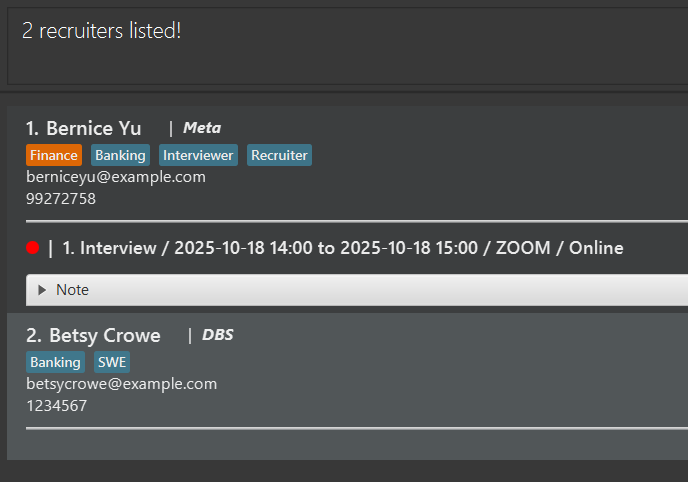 2 recruiters listed!
1. Bernice Yu | Meta
Finance Banking Interviewer Recruiter
berniceyu@example.com
99272758
| 1. Interview / 2025-10-18 14:00 to 2025-10-18 15:00 / ZOOM / Online
Note
2. Betsy Crowe | DBS
Banking SWE
betsycrowe@example.com
1234567